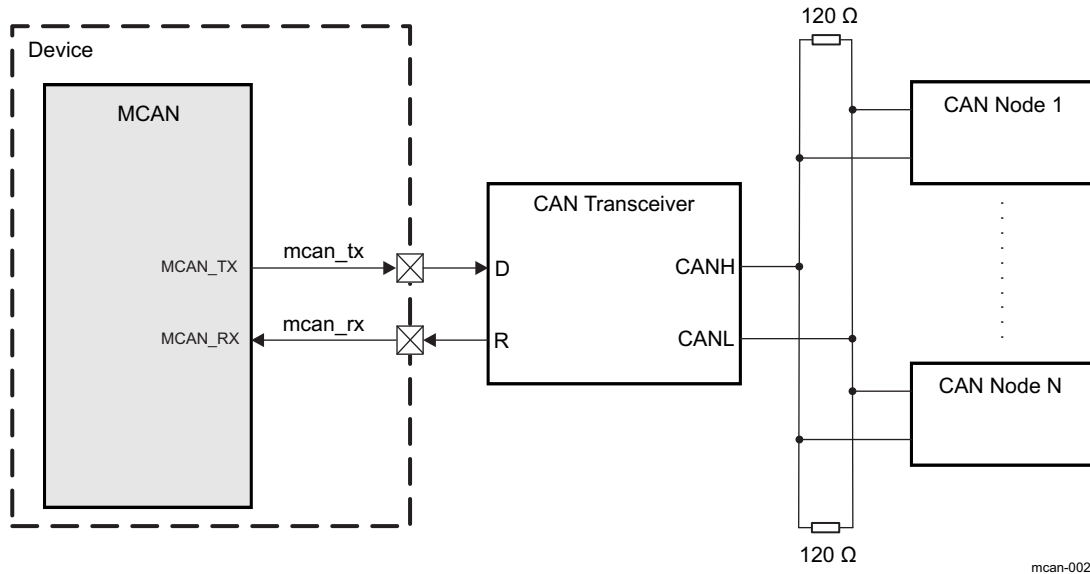 120 Ω
Device
MCAN
CAN Node 1
CAN Transceiver
mcan_tx
MCAN_TX
D
CANH
mcan_rx
MCAN_RX
R
CANL
CAN Node N
120 Ω
mcan-002